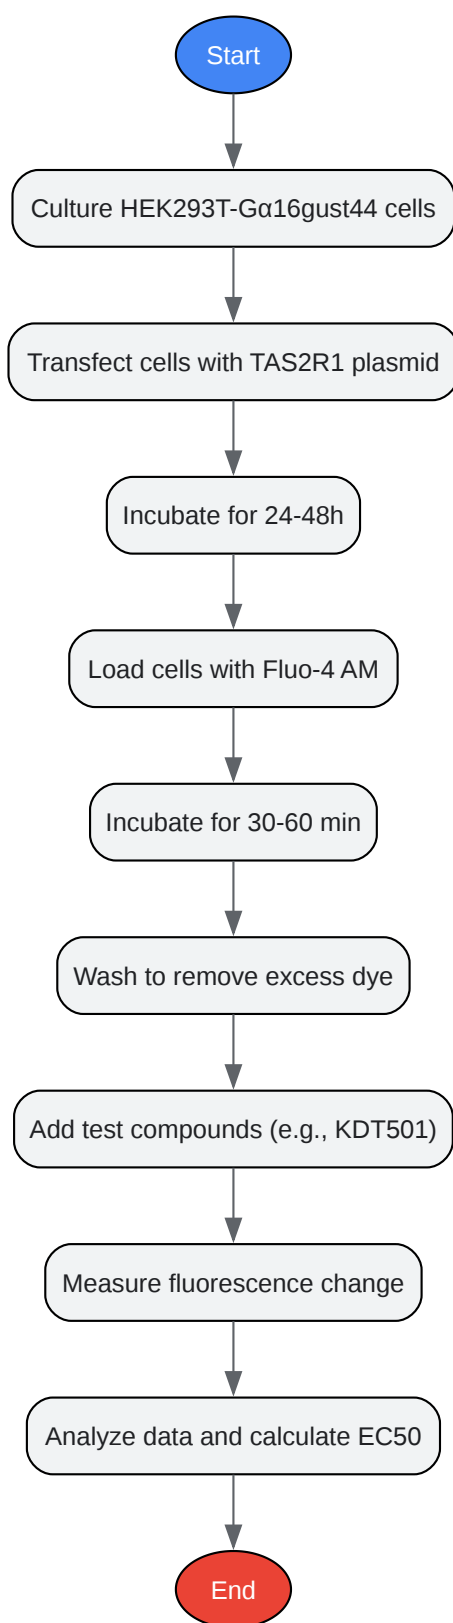 Start
Culture HEK293T-Gα16gust44 cells
Transfect cells with TAS2R1 plasmid
Incubate for 24-48h
Load cells with Fluo-4 AM
Incubate for 30-60 min
Wash to remove excess dye
Add test compounds (e.g., KDT501)
Measure fluorescence change
Analyze data and calculate EC50
End